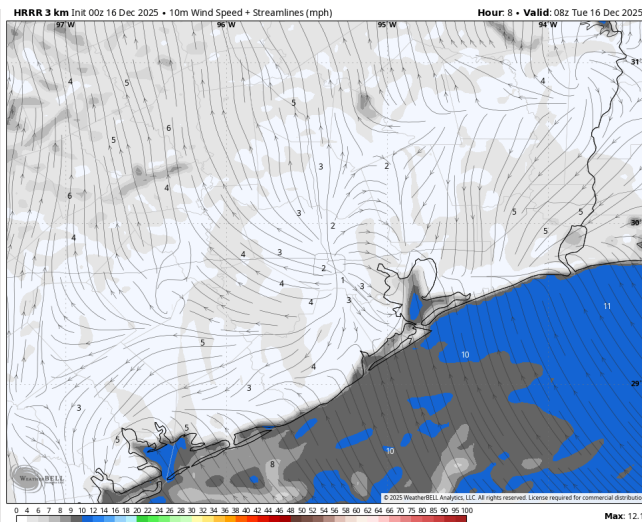 HRRR 3 km Init 00z 16 Dec 2025 • 10m Wind Speed + Streamlines (mph)
Hour: 8 • Valid: 08z Tue 16 Dec 2025
97°W 96°W 95°W 94°W
31°
4 5 4
5
6
5
3 2
4
6
3 5 5
2 30°
5
4
4 3
2
4 1 3
4 3
11
5
10
4 29°
3
3
5
5
10
8
WeatherBELL
© 2025 WeatherBELL Analytics, LLC. All rights reserved. License required for commercial distributio
0 4 6 7 8 9 10 12 14 16 18 20 22 24 26 28 30 32 34 36 38 40 42 44 46 48 50 52 54 56 58 60 62 64 66 68 70 75 80 85 90 95 100
Max: 12.